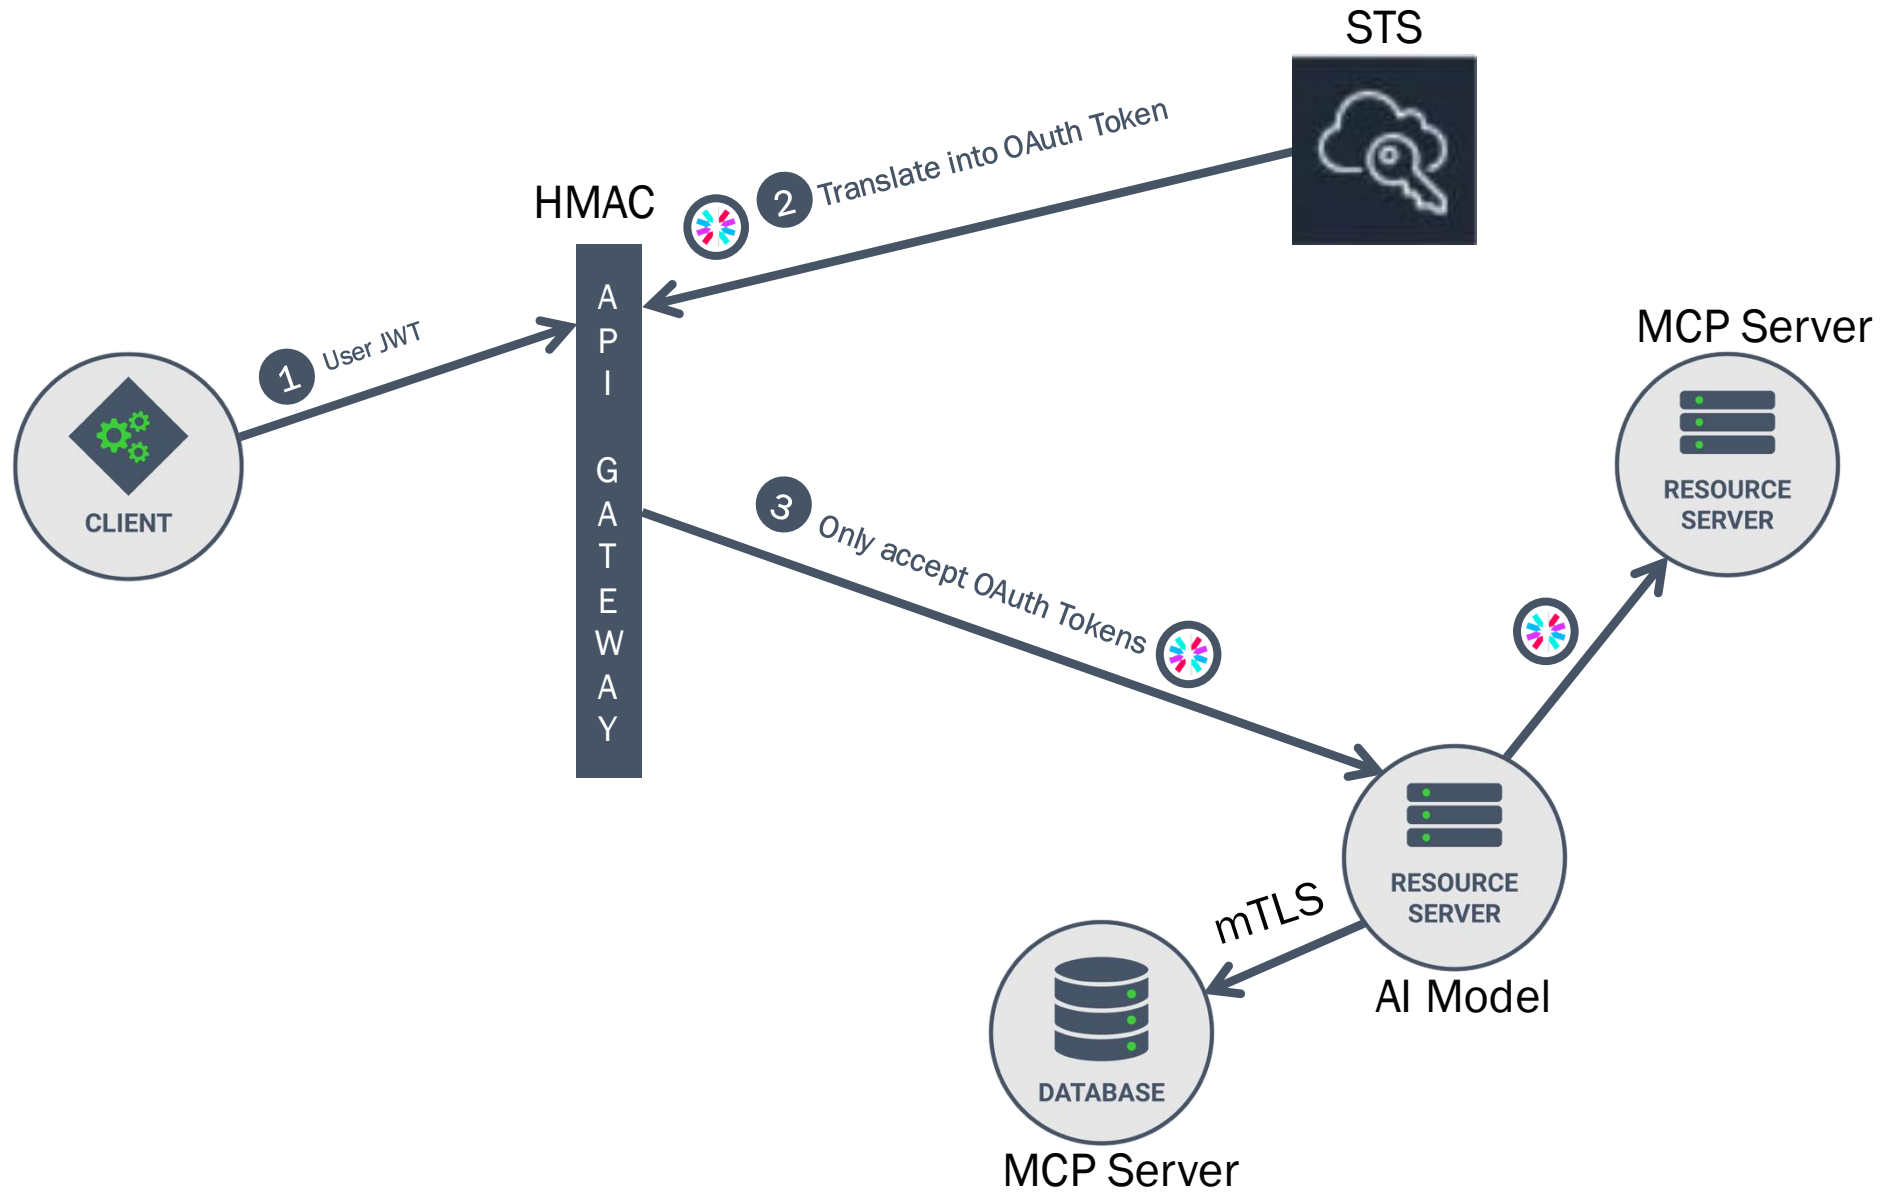 STS
2 Translate into OAuth Token
HMAC
API GATEWAY
1 User JWT
CLIENT
MCP Server
RESOURCE
SERVER
3 Only accept OAuth Tokens
RESOURCE
SERVER
AI Model
mTLS
DATABASE
MCP Server